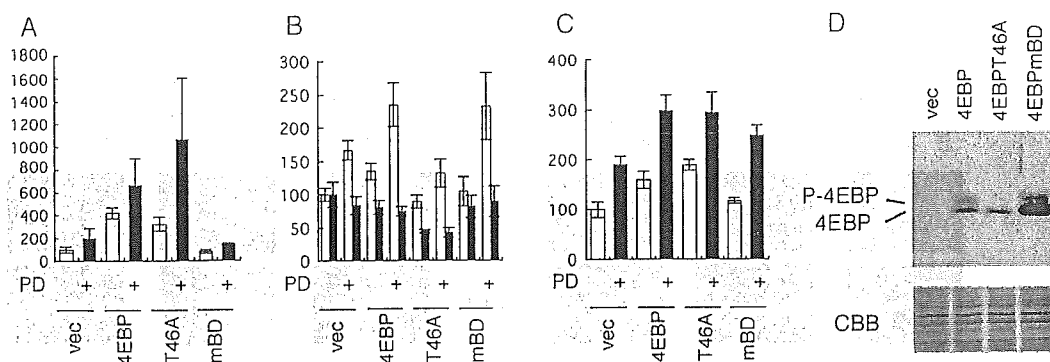 A
1800
1600
1400
1200
1000
800
600
400
200
0
PD + + + +
vec 4EBP T46A mBD
B
300
250
200
150
100
50
0
PD + + + +
vec 4EBP T46A mBD
C
400
300
200
100
0
PD + + + +
vec 4EBP T46A mBD
D
vec 4EBP 4EBPT46A 4EBPmBD
P-4EBP
4EBP
CBB